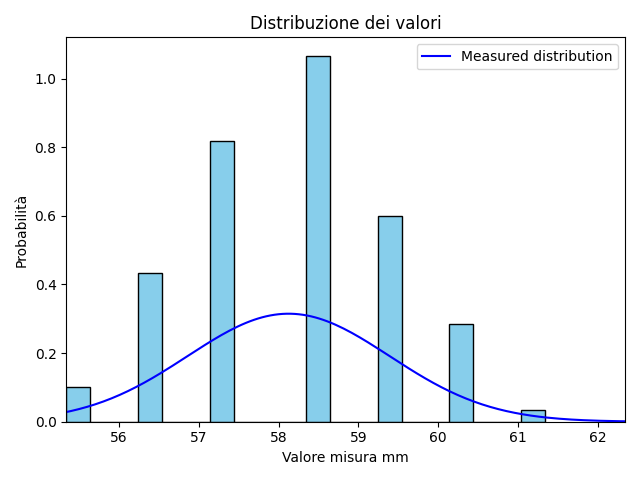 Distribuzione dei valori
Measured distribution
Probabilità
1.0
0.8
0.6
0.4
0.2
0.0
56 57 58 59 60 61 62
Valore misura mm